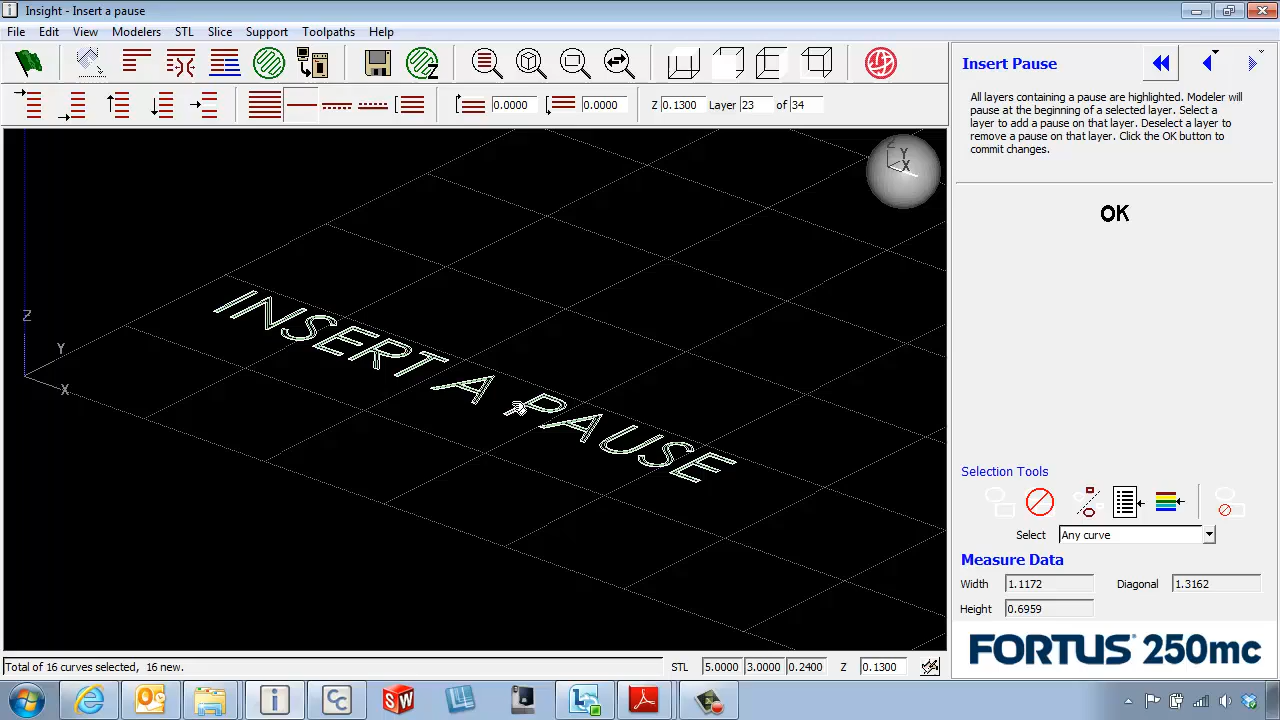 Insight - Insert a pause
File Edit View Modelers STL Slice Support Toolpaths Help
0.0000 0.0000 Z 0.1300 Layer 23 of 34
Insert Pause
All layers containing a pause are highlighted. Modeler will
pause at the beginning of a selected layer. Select a
layer to add a pause on that layer. Deselect a layer to
remove a pause on that layer. Click the OK button to
commit changes.
OK
Z
Y
X
Z
Y
X
INSERT A PAUSE
Selection Tools
Select Any curve
Measure Data
Width 1.1172 Diagonal 1.3162
Height 0.6959
FORTUS 250mc
Total of 16 curves selected, 16 new.
STL 5.0000 3.0000 0.2400 Z 0.1300